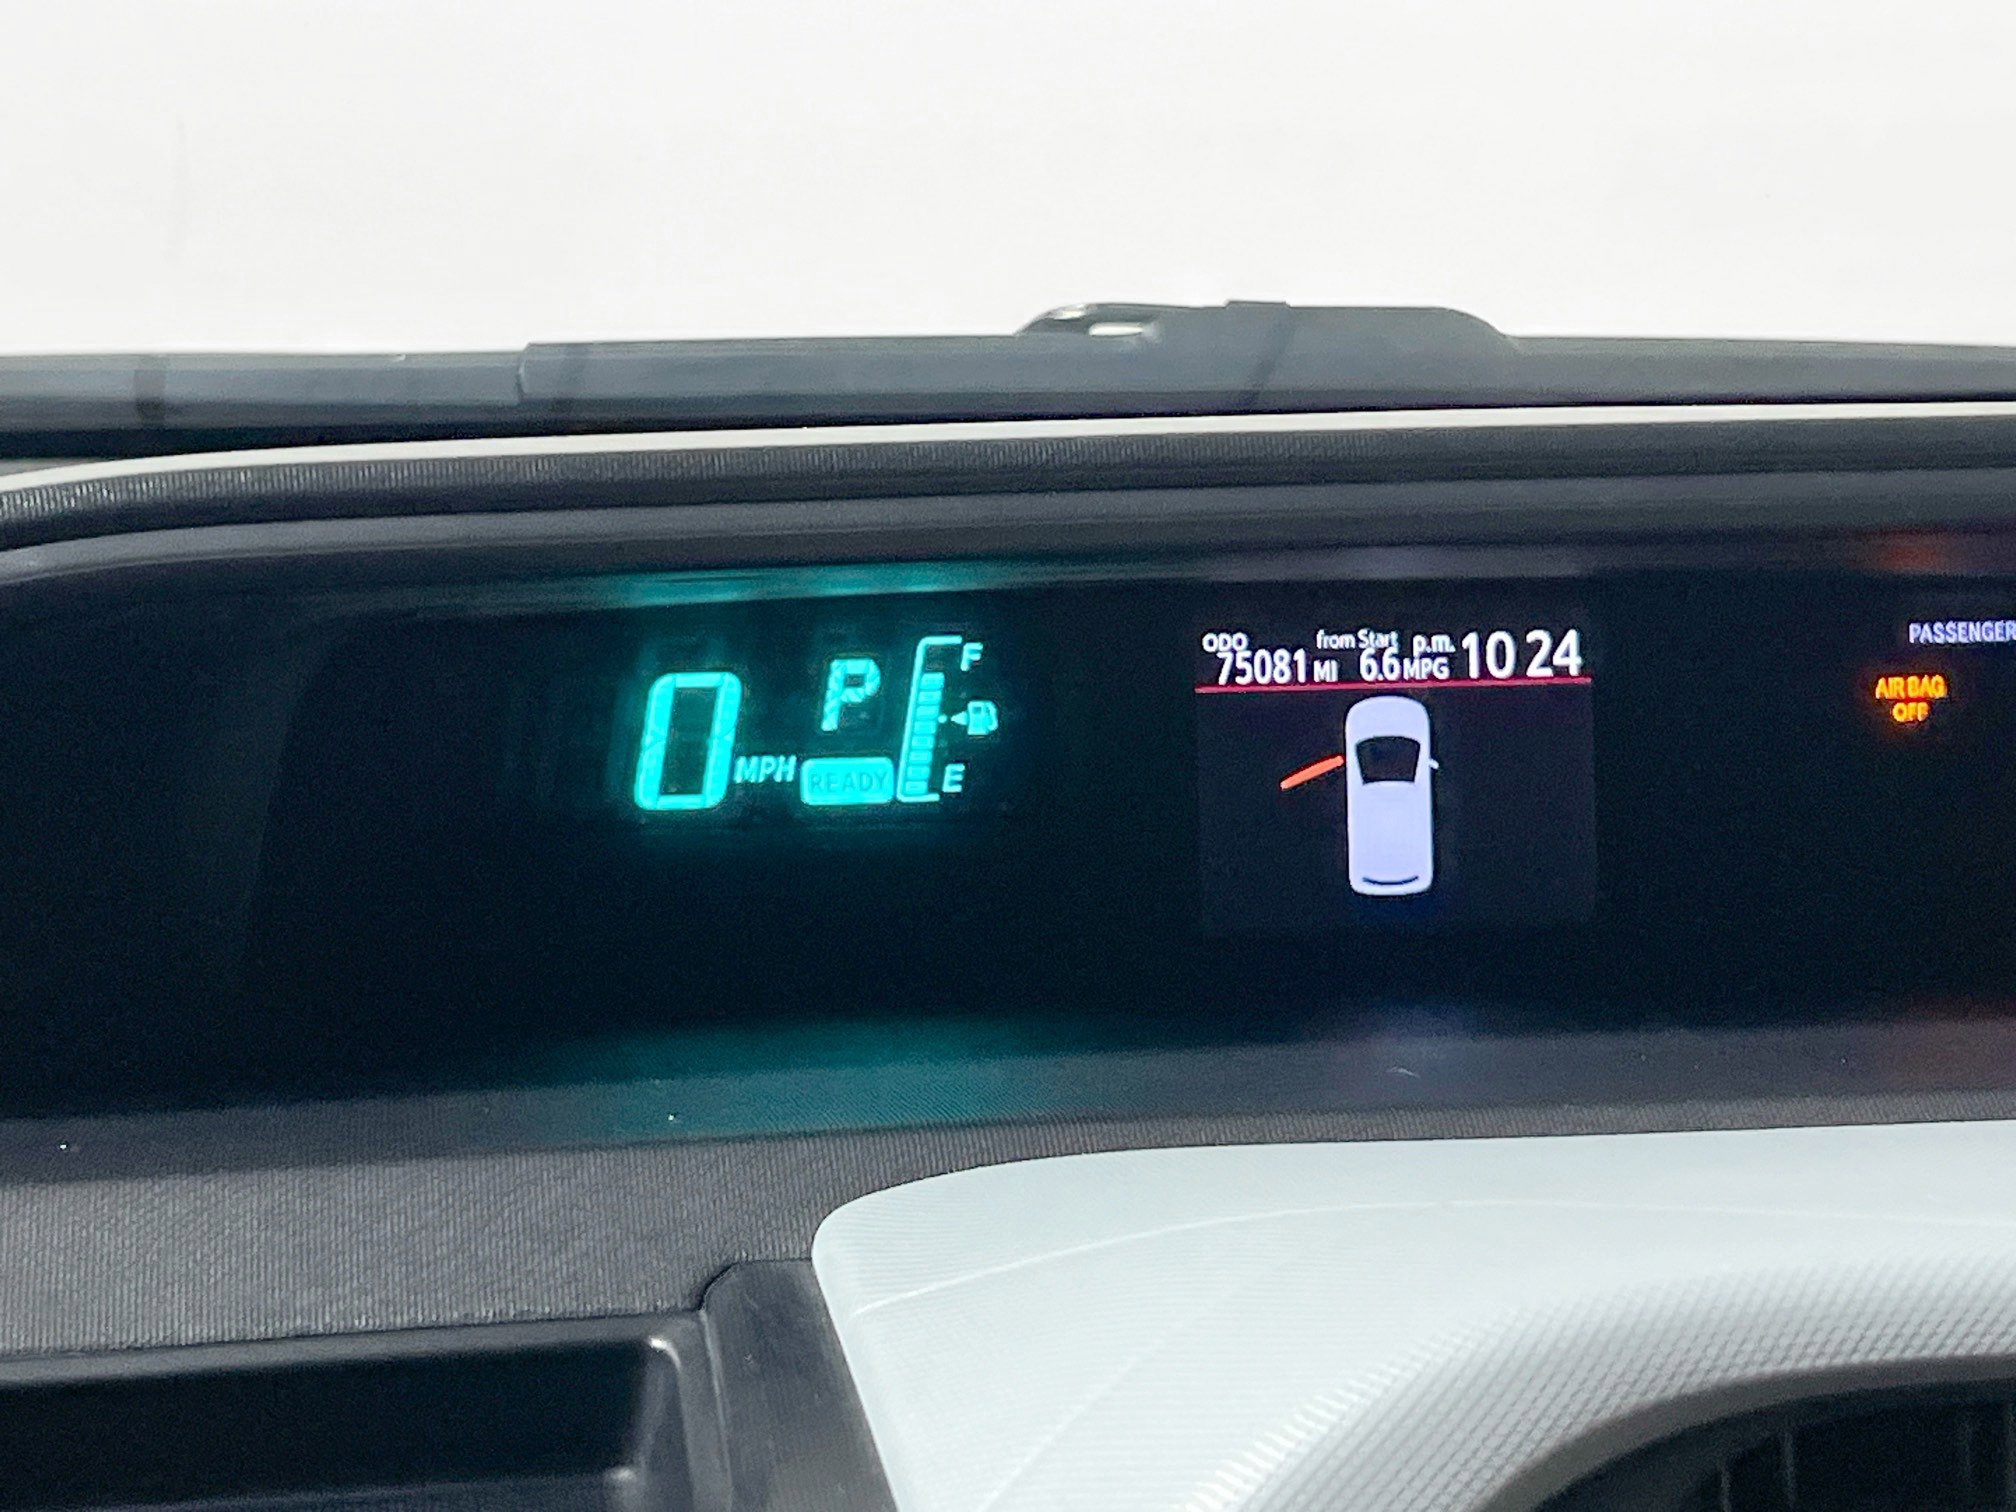 0 MPH
P
READY
F
E
ODO 75081 MI
from Start 6.6 MPG
p.m. 10 24
PASSENGER
AIR BAG
OFF